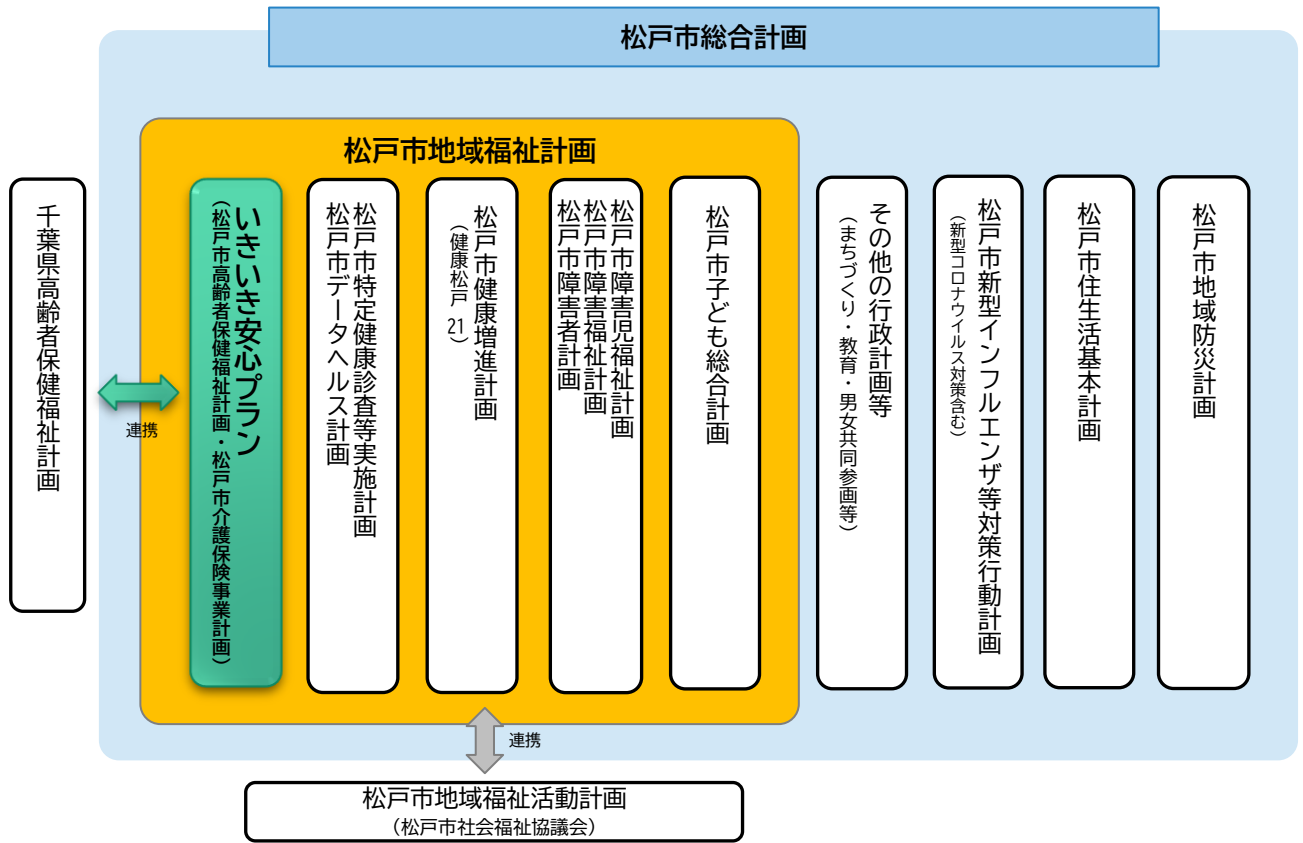 松戸市総合計画
松戸市地域福祉計画
千葉県高齢者保健福祉計画
連携
いきいき安心プラン
（松戸市高齢者保健福祉計画・松戸市介護保険事業計画）
松戸市特定健康診査等実施計画
松戸市データヘルス計画
松戸市健康増進計画
（健康松戸 21）
松戸市障害児福祉計画
松戸市障害福祉計画
松戸市障害者計画
松戸市子ども総合計画
その他の行政計画等
（まちづくり・教育・男女共同参画等）
松戸市新型インフルエンザ等対策行動計画
（新型コロナウイルス対策含む）
松戸市住生活基本計画
松戸市地域防災計画
連携
松戸市地域福祉活動計画
（松戸市社会福祉協議会）